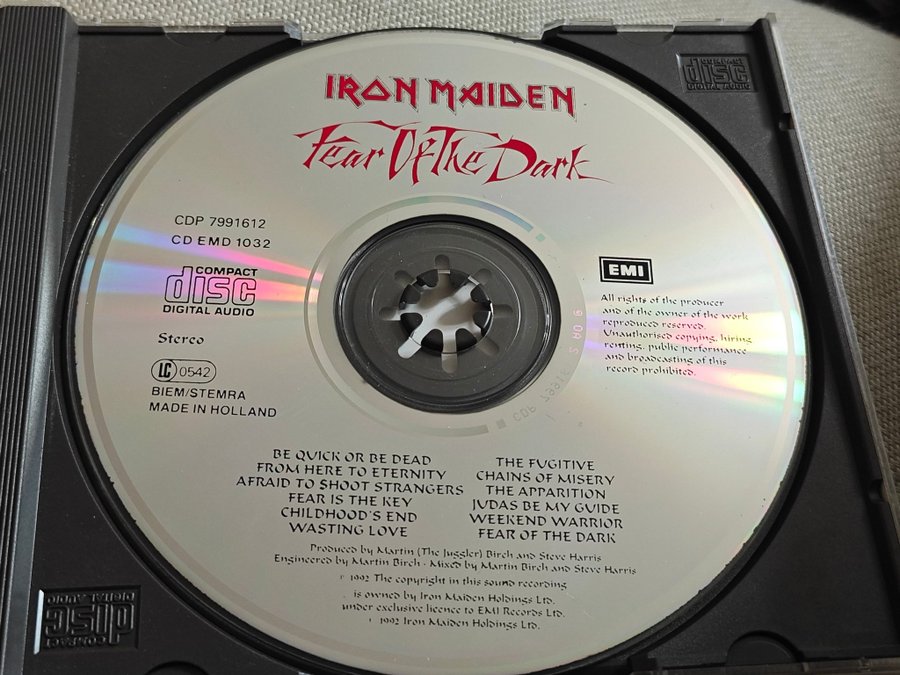 IRON MAIDEN
Fear Of The Dark
COMPACT
disc
DIGITAL AUDIO
CDP 7991612
CD EMD 1032
COMPACT
disc
DIGITAL AUDIO
Stereo
LC 0542
BIEM/STEMRA
MADE IN HOLLAND
EMI
All rights of the producer
and of the owner of the work
reproduced reserved.
Unauthorised copying, hiring
renting, public performance
and broadcasting of this
record prohibited.
BE QUICK OR BE DEAD
FROM HERE TO ETERNITY
AFRAID TO $HOOT STRANGERS
FEAR IS THE KEY
CHILDHOOD'S END
WASTING LOVE
THE FUGITIVE
CHAINS OF MISERY
THE APPARITION
JUDAS BE MY GUIDE
WEEKEND WARRIOR
FEAR OF THE DARK
Produced by Martin (The Juggler) Birch and Steve Harris
Engineered by Martin Birch - Mixed by Martin Birch and Steve Harris
1992 The copyright in this sound recording
is owned by Iron Maiden Holdings Ltd.
under exclusive licence to EMI Records Ltd.
1992 Iron Maiden Holdings Ltd.
COMPACT
disc
DIGITAL AUDIO